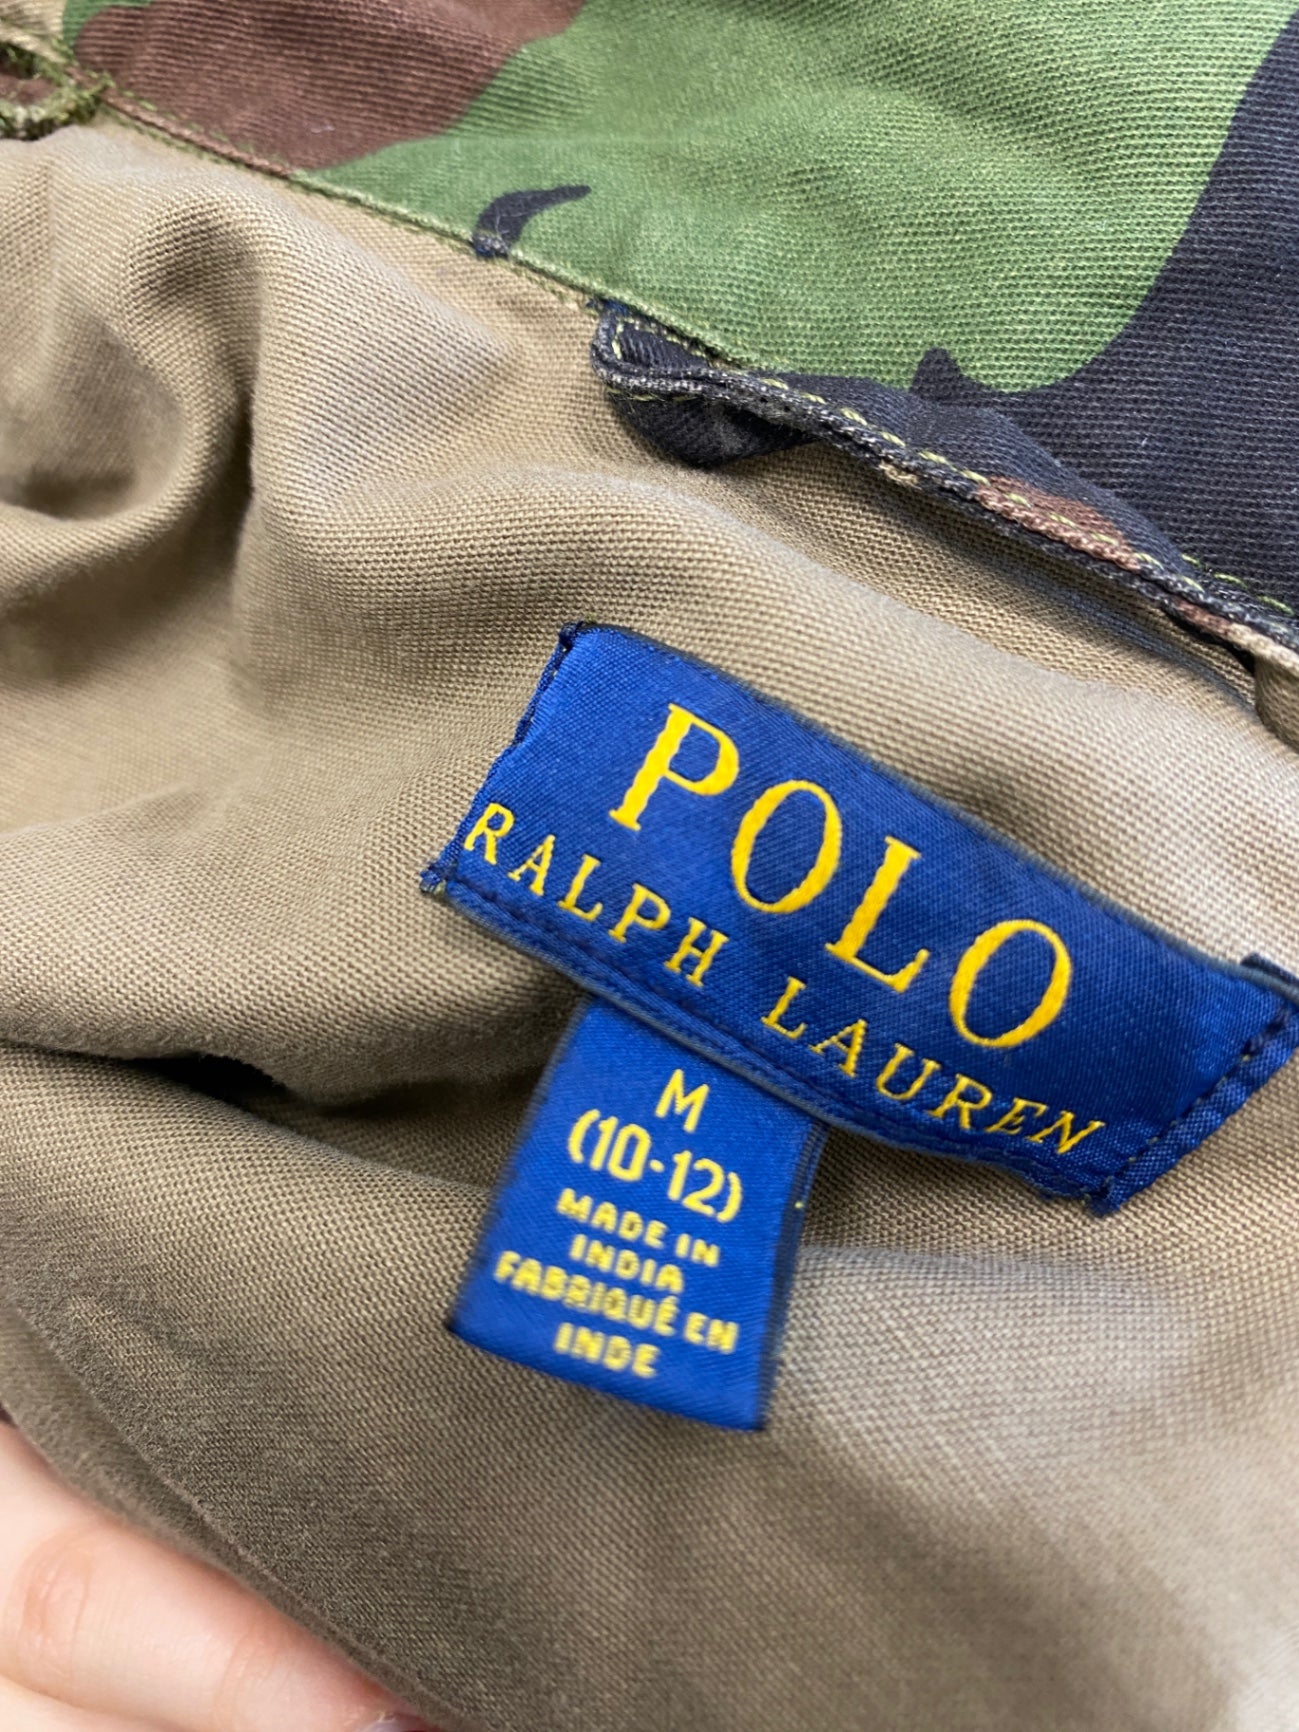 POLO
RALPH LAUREN
M
(10-12)
MADE IN
INDIA
FABRIQUÉ EN
INDE